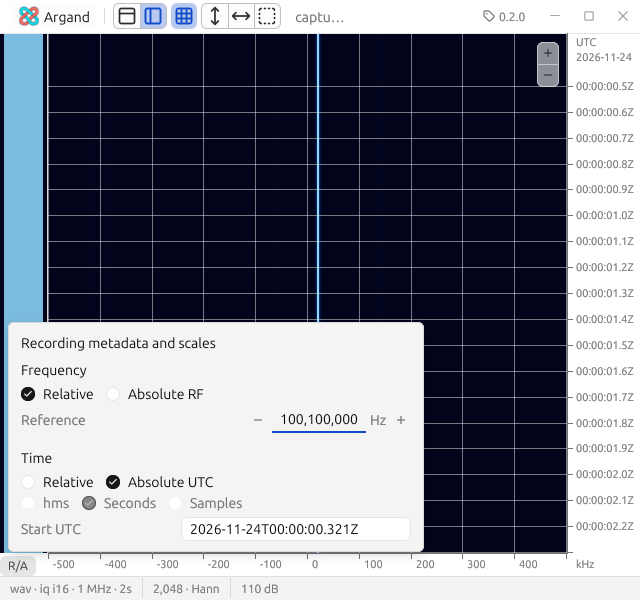 Argand
captu…
0.2.0
UTC
2026-11-24
+
−
00:00:00.5Z
00:00:00.6Z
00:00:00.7Z
00:00:00.8Z
00:00:00.9Z
00:00:01.0Z
00:00:01.1Z
00:00:01.2Z
00:00:01.3Z
00:00:01.4Z
00:00:01.5Z
00:00:01.6Z
00:00:01.7Z
00:00:01.8Z
00:00:01.9Z
00:00:02.0Z
00:00:02.1Z
00:00:02.2Z
Recording metadata and scales
Frequency
Relative Absolute RF
Reference − 100,100,000 Hz +
Time
Relative Absolute UTC
hms Seconds Samples
Start UTC 2026-11-24T00:00:00.321Z
R/A -500 -400 -300 -200 -100 0 100 200 300 400 kHz
wav · iq i16 · 1 MHz · 2s 2,048 · Hann 110 dB